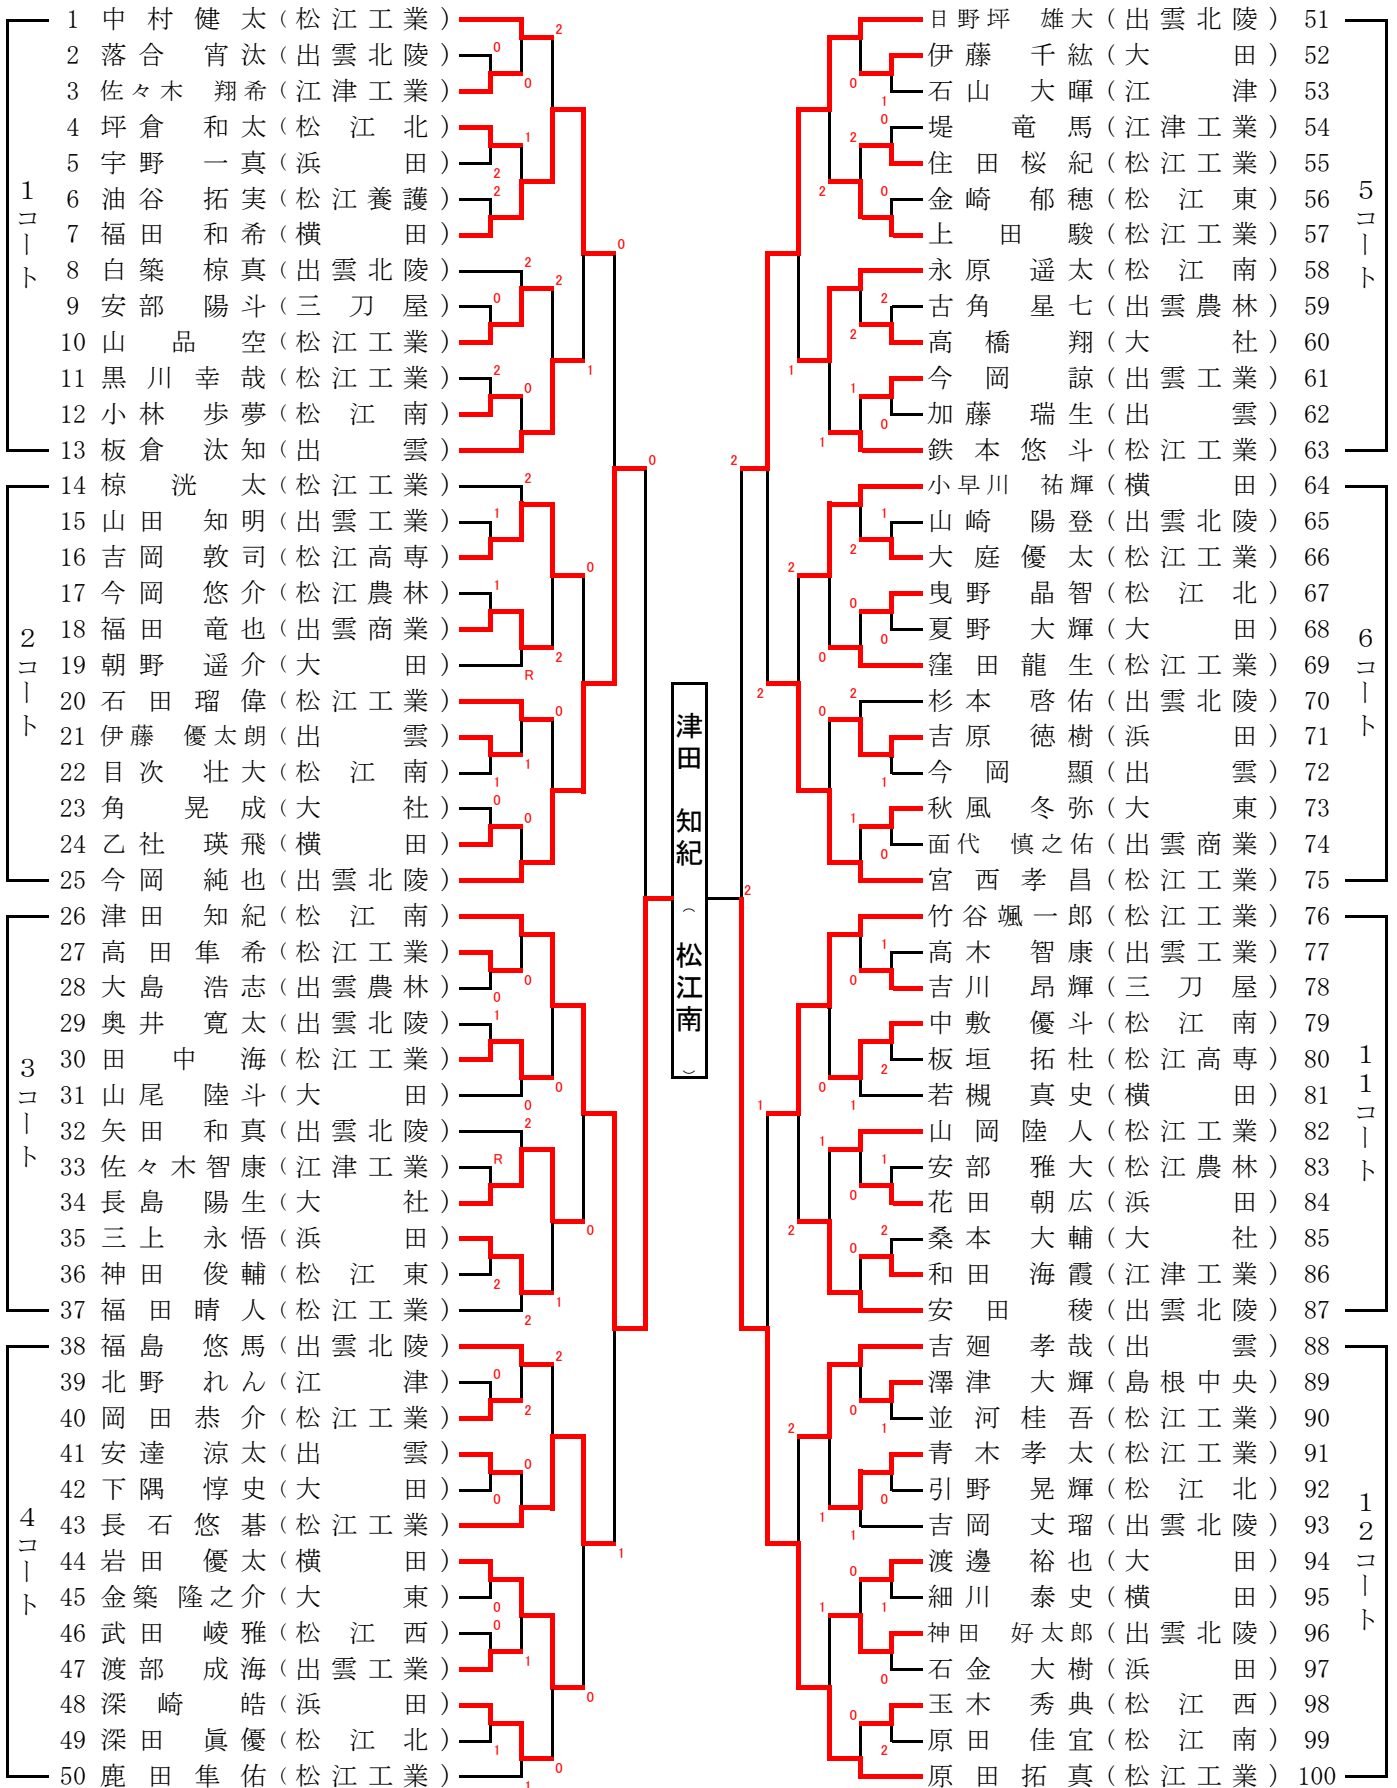 1コート
1 中村 健太 (松江工業)
2 落合 宵汰 (出雲北陵)
3 佐々木 翔希 (江津工業)
4 坪倉 和太 (松江北)
5 宇野 一真 (浜田)
6 油谷 拓実 (松江養護)
7 福田 和希 (横田)
8 白築 椋真 (出雲北陵)
9 安部 陽斗 (三刀屋)
10 山品 空 (松江工業)
11 黒川幸哉 (松江工業)
12 小林 歩夢 (松江南)
13 板倉 汰知 (出雲)
2コート
14 椋 洸太 (松江工業)
15 山田 知明 (出雲工業)
16 吉岡 敦司 (松江高専)
17 今岡 悠介 (松江農林)
18 福田 竜也 (出雲商業)
19 朝野 遥介 (大田)
20 石田瑠偉 (松江工業)
21 伊藤 優太朗 (出雲)
22 目次 壮大 (松江南)
23 角 晃成 (大社)
24 乙社 瑛飛 (横田)
25 今岡 純也 (出雲北陵)
3コート
26 津田 知紀 (松江南)
27 高田隼希 (松江工業)
28 大島 浩志 (出雲農林)
29 奥井 寛太 (出雲北陵)
30 田中 海 (松江工業)
31 山尾 陸斗 (大田)
32 矢田 和真 (出雲北陵)
33 佐々木智康 (江津工業)
34 長島 陽生 (大社)
35 三上 永悟 (浜田)
36 神田 俊輔 (松江東)
37 福田晴人 (松江工業)
4コート
38 福島 悠馬 (出雲北陵)
39 北野 れん (江津)
40 岡田恭介 (松江工業)
41 安達 涼太 (出雲)
42 下隅 惇史 (大田)
43 長石悠碁 (松江工業)
44 岩田 優太 (横田)
45 金築 隆之介 (大東)
46 武田 崚雅 (松江西)
47 渡部 成海 (出雲工業)
48 深崎 皓 (浜田)
49 深田 眞優 (松江北)
50 鹿田隼佑 (松江工業)
津田 知紀 (松江南)
5コート
日野坪 雄大 (出雲北陵) 51
伊藤 千紘 (大田) 52
石山 大暉 (江津) 53
堤 竜馬 (江津工業) 54
住田桜紀 (松江工業) 55
金崎 郁穂 (松江東) 56
上田 駿 (松江工業) 57
永原 遥太 (松江南) 58
古角 星七 (出雲農林) 59
高橋 翔 (大社) 60
今岡 諒 (出雲工業) 61
加藤 瑞生 (出雲) 62
鉄本悠斗 (松江工業) 63
6コート
小早川 祐輝 (横田) 64
山崎 陽登 (出雲北陵) 65
大庭優太 (松江工業) 66
曳野 晶智 (松江北) 67
夏野 大輝 (大田) 68
窪田龍生 (松江工業) 69
杉本 啓佑 (出雲北陵) 70
吉原 徳樹 (浜田) 71
今岡 顯 (出雲) 72
秋風 冬弥 (大東) 73
面代 慎之佑 (出雲商業) 74
宮西孝昌 (松江工業) 75
11コート
竹谷颯一郎 (松江工業) 76
高木 智康 (出雲工業) 77
吉川 昂輝 (三刀屋) 78
中敷 優斗 (松江南) 79
板垣 拓杜 (松江高専) 80
若槻 真史 (横田) 81
山岡陸人 (松江工業) 82
安部 雅大 (松江農林) 83
花田 朝広 (浜田) 84
桑本 大輔 (大社) 85
和田 海霞 (江津工業) 86
安田 稜 (出雲北陵) 87
12コート
吉廻 孝哉 (出雲) 88
澤津 大輝 (島根中央) 89
並河桂吾 (松江工業) 90
青木孝太 (松江工業) 91
引野 晃輝 (松江北) 92
吉岡 丈瑠 (出雲北陵) 93
渡邊 裕也 (大田) 94
細川 泰史 (横田) 95
神田 好太郎 (出雲北陵) 96
石金 大樹 (浜田) 97
玉木 秀典 (松江西) 98
原田 佳宜 (松江南) 99
原田拓真 (松江工業) 100